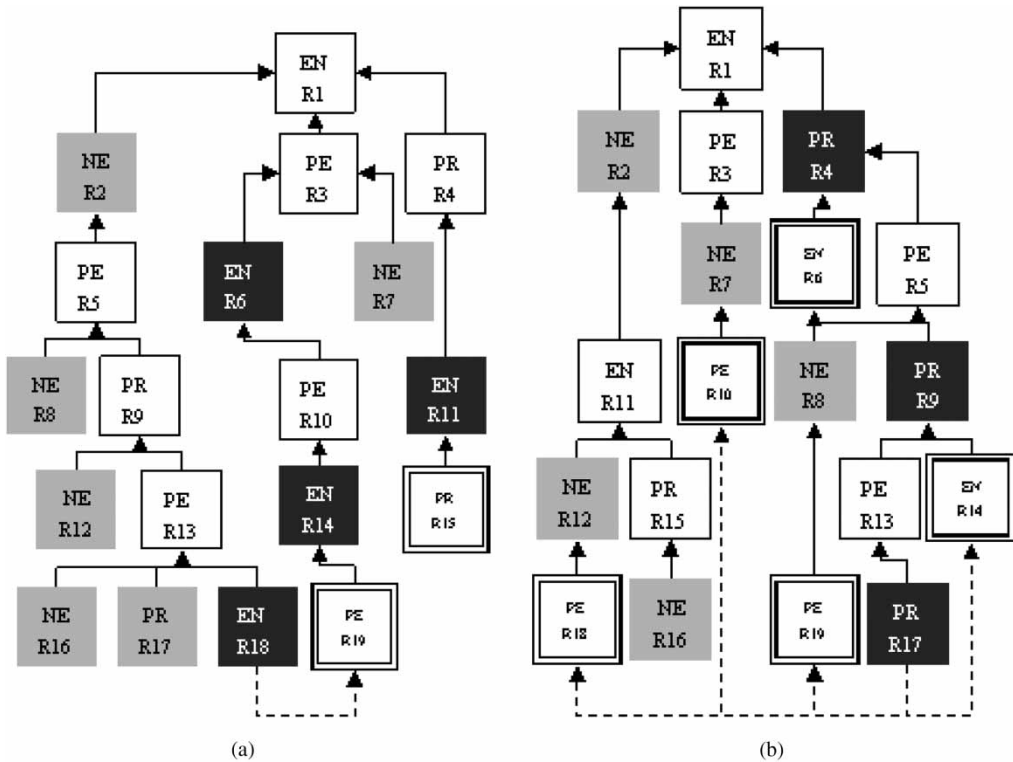 EN
R1
NE
R2
PE
R3
PR
R4
PE
R5
EN
R6
NE
R7
NE
R8
PR
R9
PE
R10
EN
R11
NE
R12
PE
R13
EN
R14
PR
R15
NE
R16
PR
R17
EN
R18
PE
R19
(a)
EN
R1
NE
R2
PE
R3
PR
R4
NE
R7
EN
R6
PE
R5
EN
R11
PE
R10
NE
R8
PR
R9
NE
R12
PR
R15
PE
R13
EN
R14
PE
R18
NE
R16
PE
R19
PR
R17
(b)